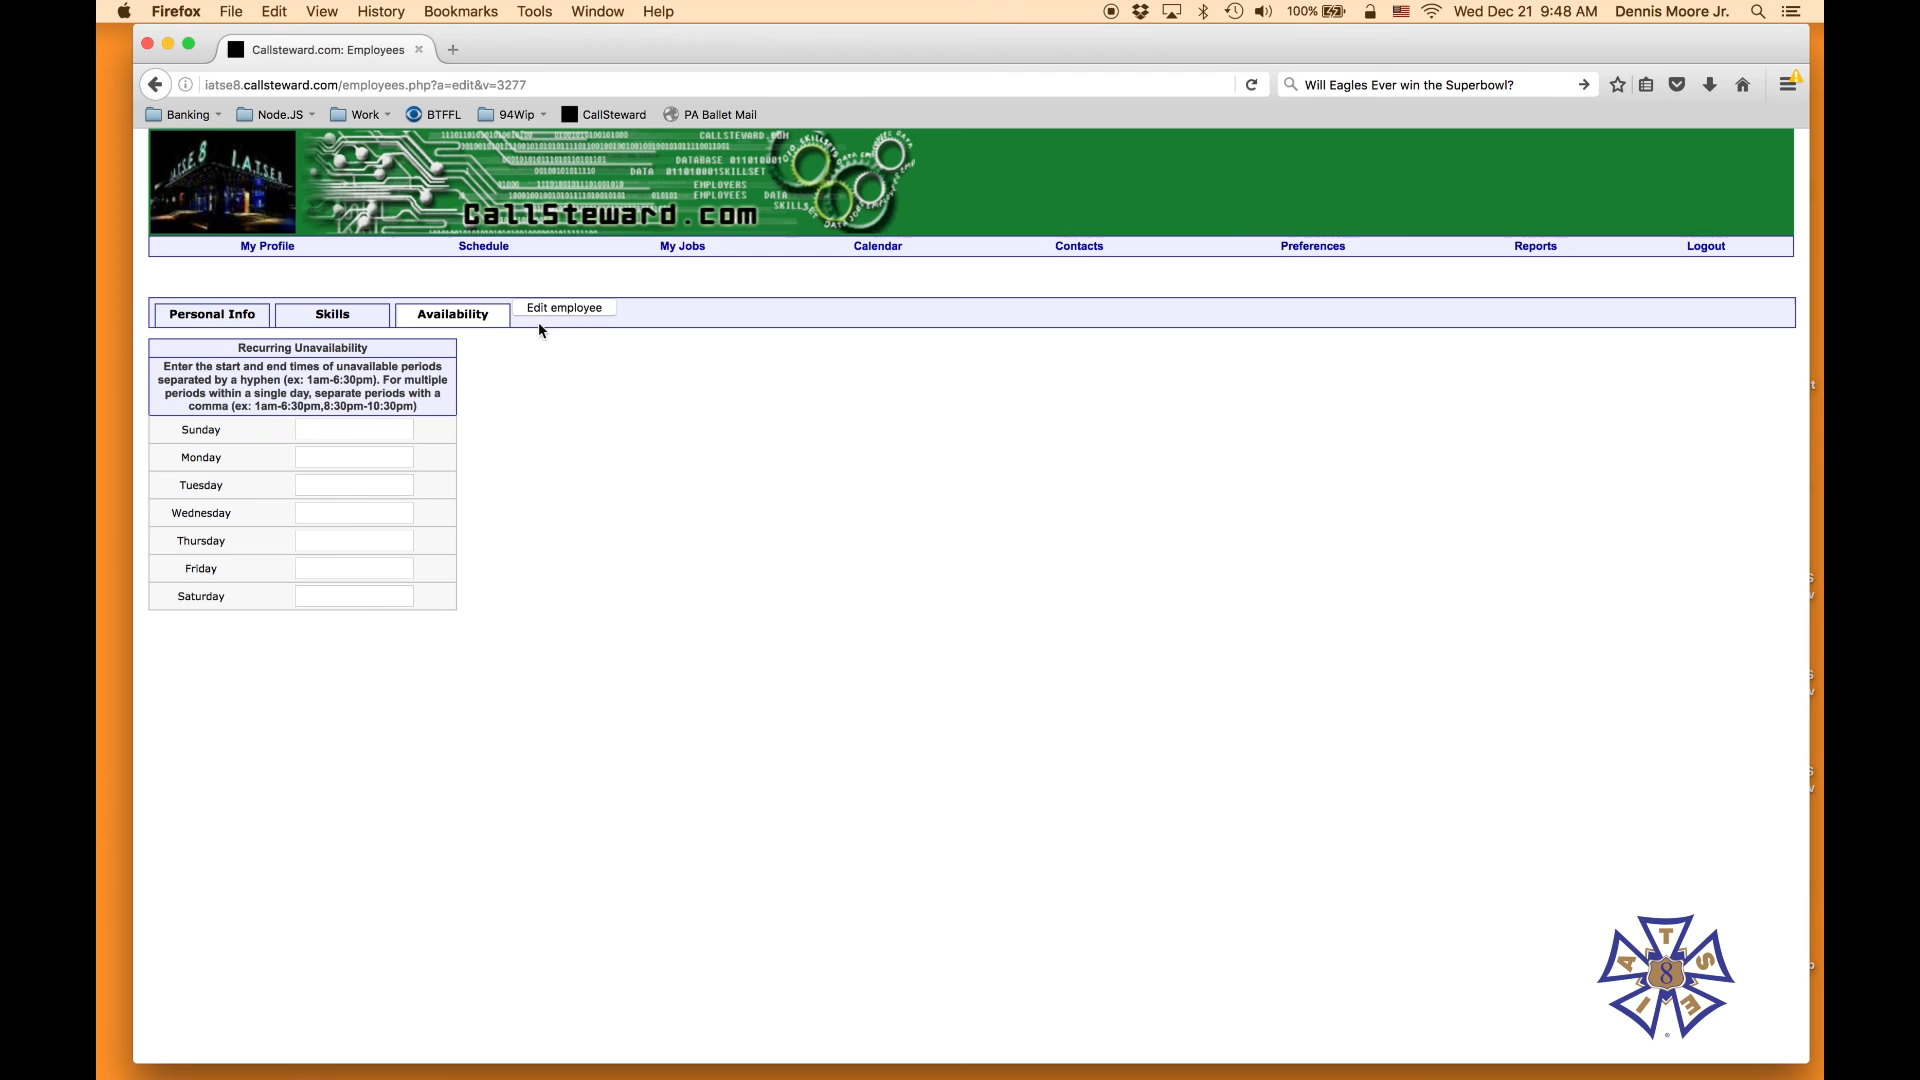 Firefox File Edit View History Bookmarks Tools Window Help 100% Wed Dec 21 9:48 AM Dennis Moore Jr.
Callsteward.com: Employees
iatse8.callsteward.com/employees.php?a=edit&v=3277
Will Eagles Ever win the Superbowl?
Banking Node.JS Work BTFFL 94Wip CallSteward PA Ballet Mail
I.A.T.S.E. 8
CALLSTEWARD.COM
DATABASE
DATA SKILLSET
EMPLOYERS
EMPLOYEES DATA
CallSteward.com
My Profile Schedule My Jobs Calendar Contacts Preferences Reports Logout
Personal Info Skills Availability Edit employee
Recurring Unavailability
Enter the start and end times of unavailable periods
separated by a hyphen (ex: 1am-6:30pm). For multiple
periods within a single day, separate periods with a
comma (ex: 1am-6:30pm,8:30pm-10:30pm)
Sunday
Monday
Tuesday
Wednesday
Thursday
Friday
Saturday
I A T S E
8